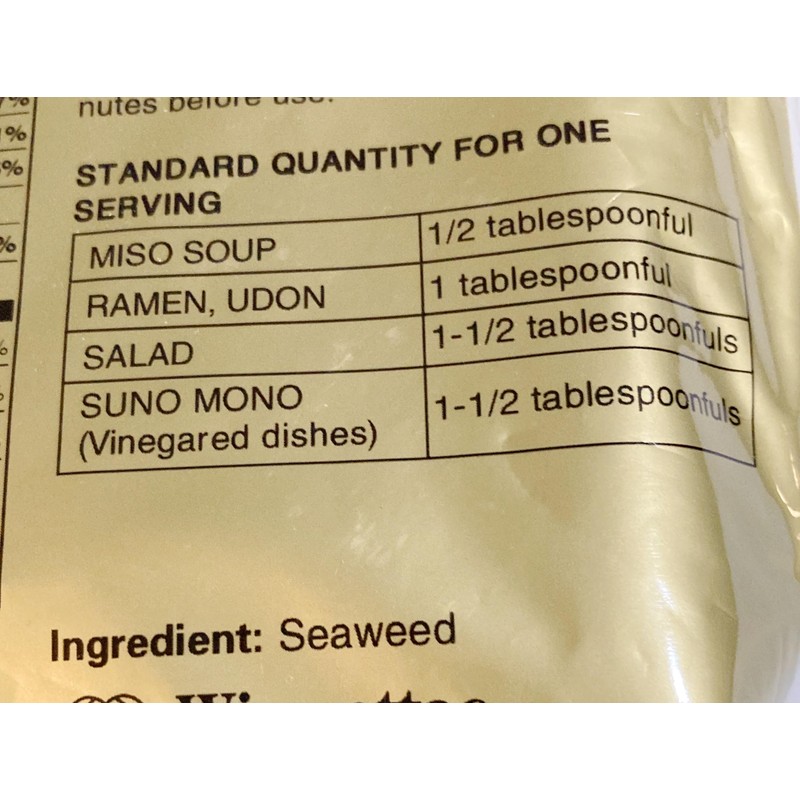 nutes before use.
%
%
%
STANDARD QUANTITY FOR ONE
SERVING
MISO SOUP 1/2 tablespoonful
RAMEN, UDON 1 tablespoonful
SALAD 1-1/2 tablespoonfuls
SUNO MONO
(Vinegared dishes) 1-1/2 tablespoonfuls
Ingredient: Seaweed